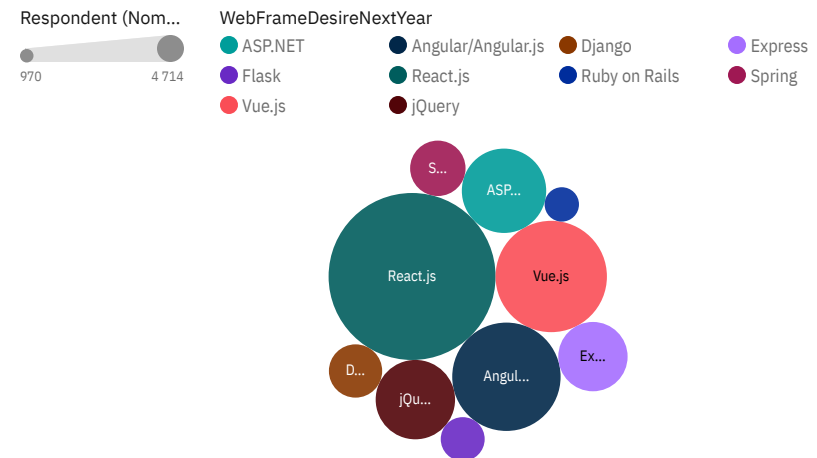 Respondent (Nom...
970
4 714
WebFrameDesireNextYear
ASP.NET
Angular/Angular.js
Django
Express
Flask
React.js
Ruby on Rails
Spring
Vue.js
jQuery
S...
ASP...
React.js
Vue.js
Ex...
D...
Angul...
jQu...